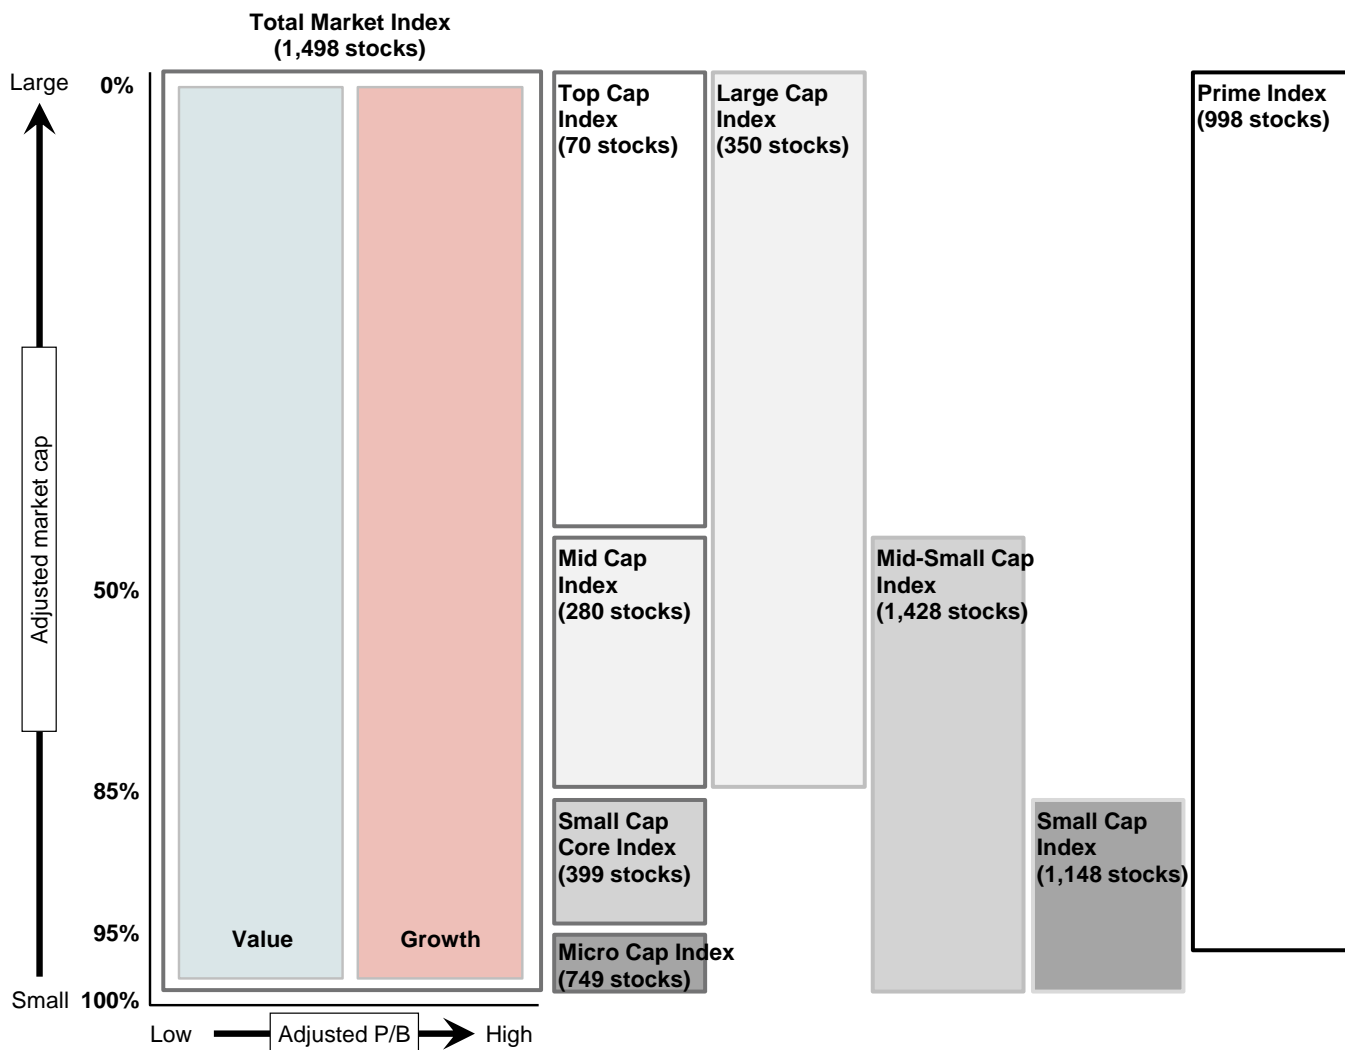 Total Market Index
(1,498 stocks)
Large
0%
Top Cap
Index
(70 stocks)
Large Cap
Index
(350 stocks)
Prime Index
(998 stocks)
Adjusted market cap
50%
Mid Cap
Index
(280 stocks)
Mid-Small Cap
Index
(1,428 stocks)
85%
Small Cap
Core Index
(399 stocks)
Small Cap
Index
(1,148 stocks)
95%
Value
Growth
Micro Cap Index
(749 stocks)
Small
100%
Low
Adjusted P/B
High